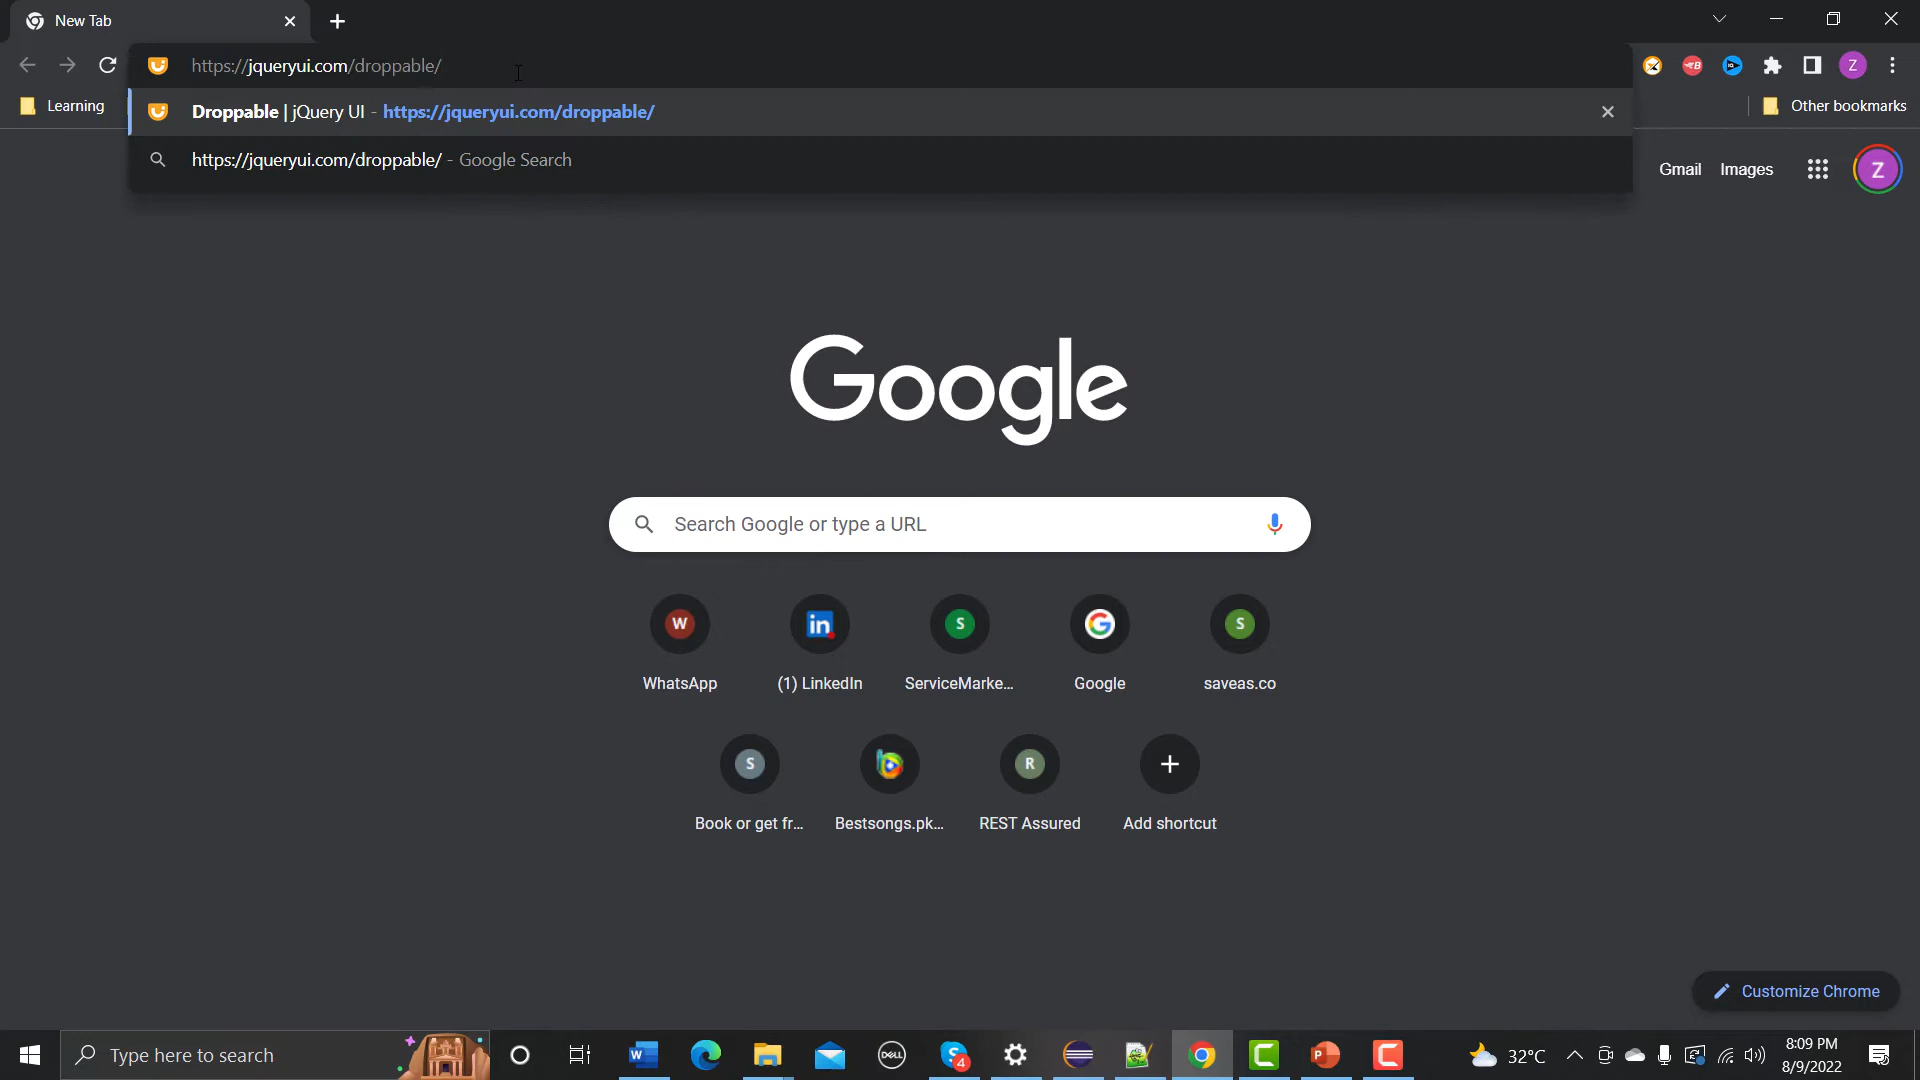 New Tab
https://jqueryui.com/droppable/
Droppable | jQuery UI - https://jqueryui.com/droppable/
https://jqueryui.com/droppable/ - Google Search
Learning
Other bookmarks
Z
Gmail
Images
Z
Google
Search Google or type a URL
W
in
S
G
S
WhatsApp
(1) LinkedIn
ServiceMarke...
Google
saveas.co
S
R
Book or get fr...
Bestsongs.pk...
REST Assured
Add shortcut
Customize Chrome
Type here to search
W
DELL
S
4
C
P
C
32°C
8:09 PM
8/9/2022